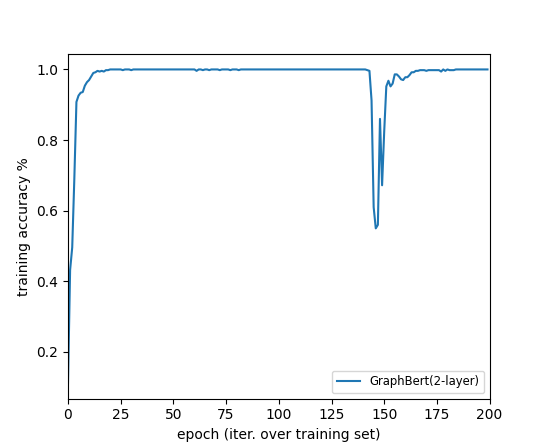 training accuracy %
1.0
0.8
0.6
0.4
0.2
GraphBert(2-layer)
0 25 50 75 100 125 150 175 200
epoch (iter. over training set)